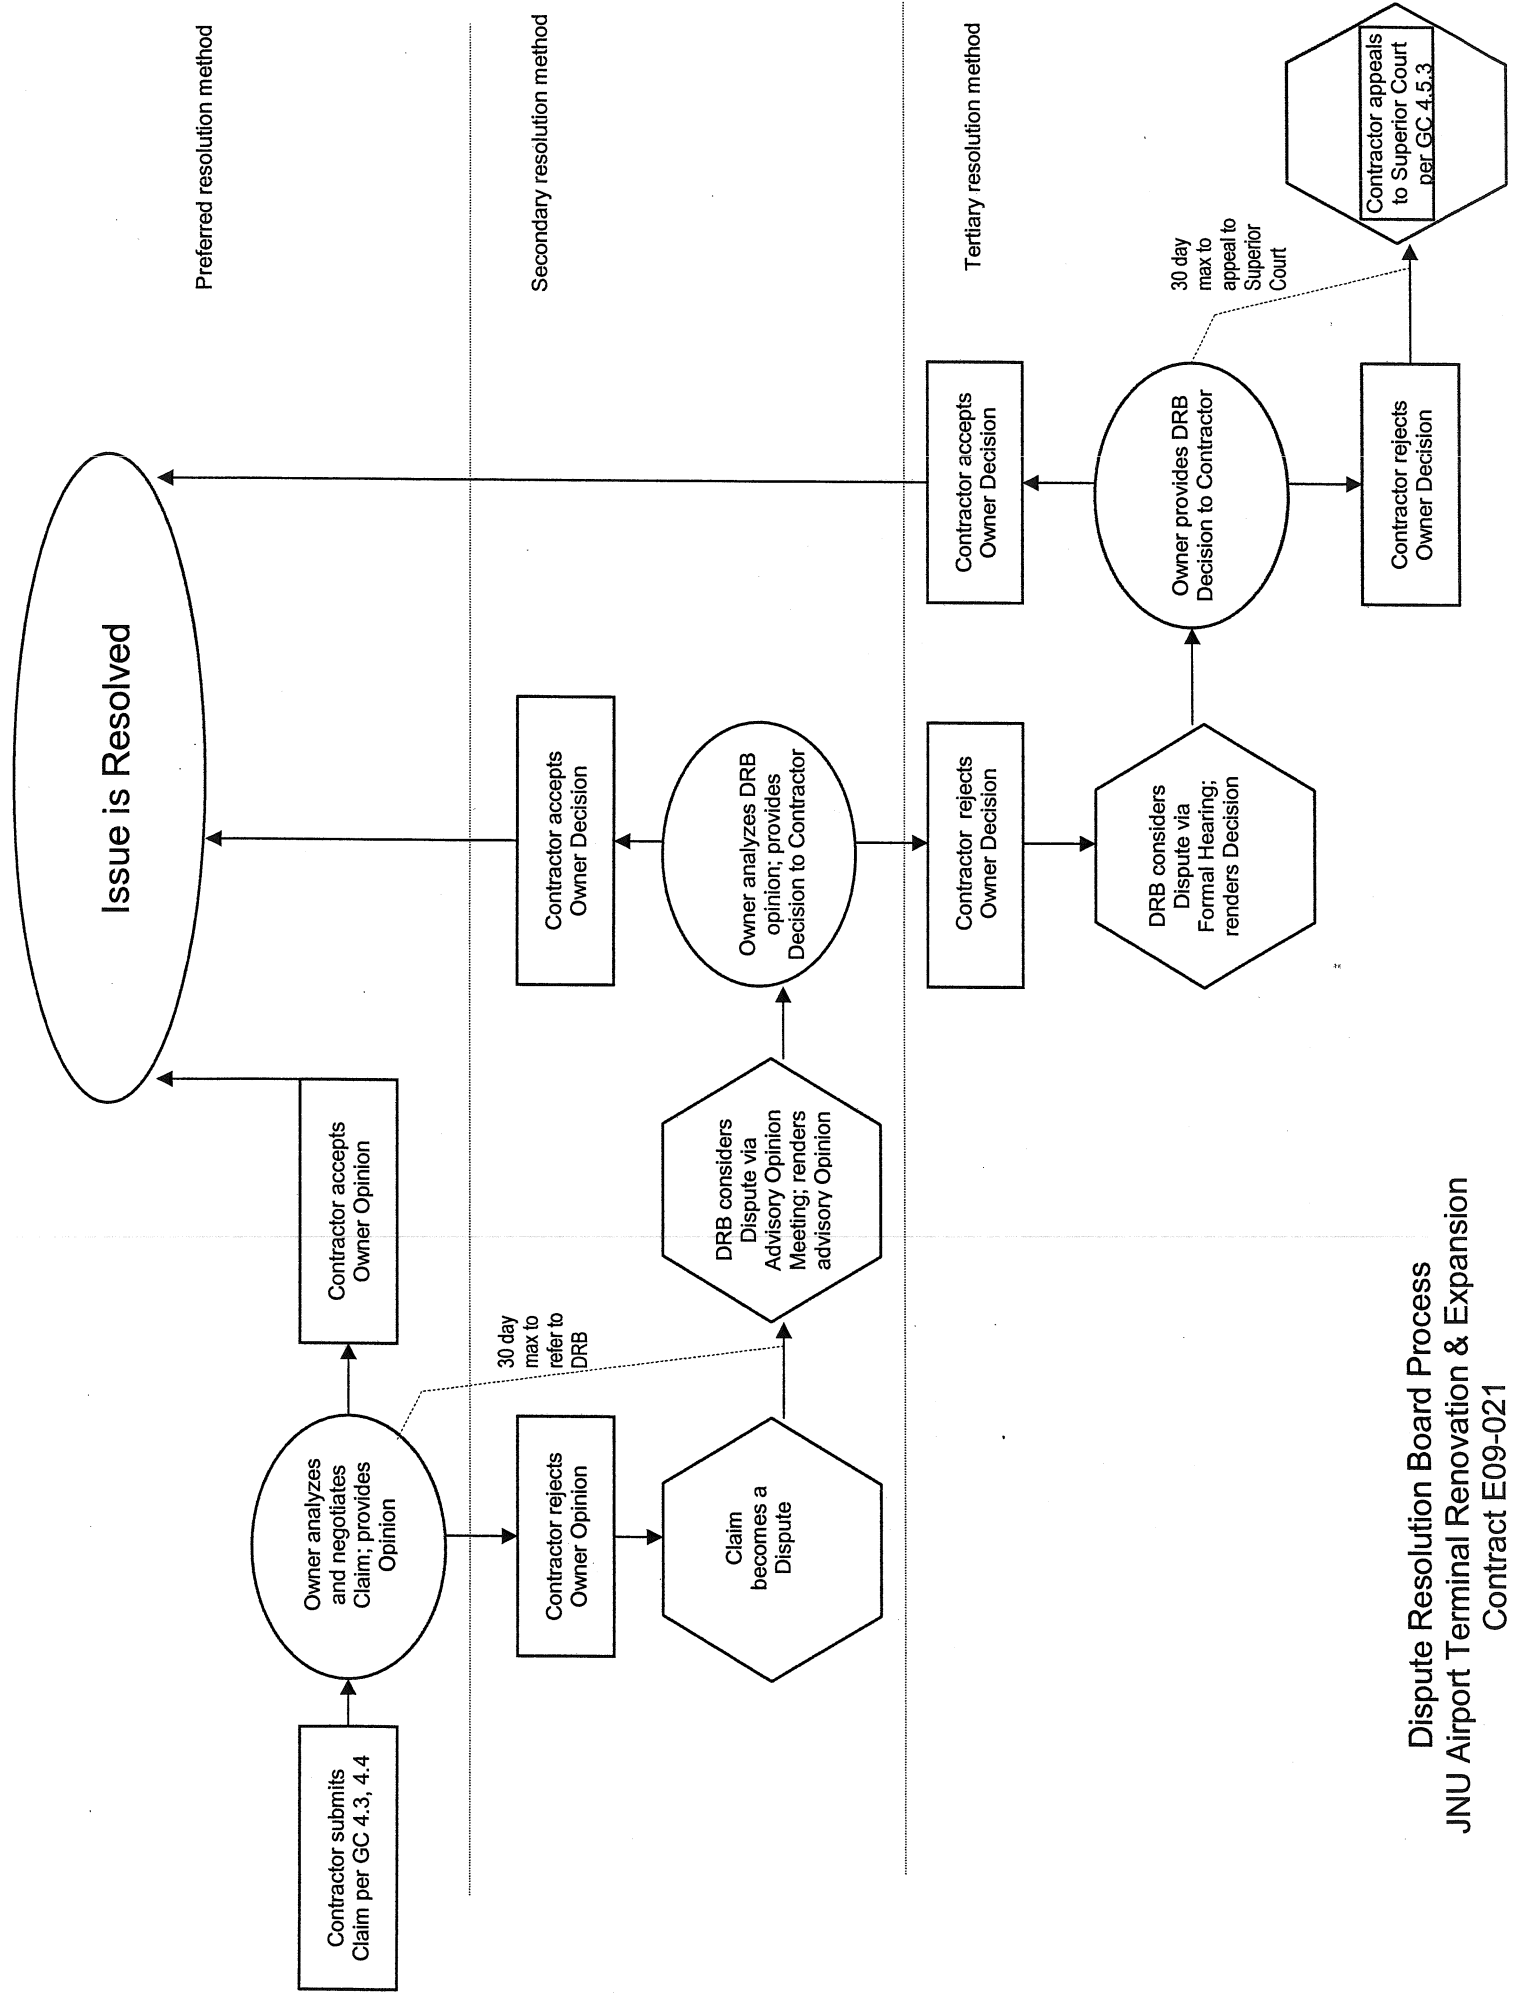 Issue is Resolved
Preferred resolution method
Contractor submits
Claim per GC 4.3, 4.4
Owner analyzes
and negotiates
Claim; provides
Opinion
Contractor accepts
Owner Opinion
Secondary resolution method
30 day
max to
refer to
DRB
Contractor rejects
Owner Opinion
Claim
becomes a
Dispute
DRB considers
Dispute via
Advisory Opinion
Meeting; renders
advisory Opinion
Contractor accepts
Owner Decision
Owner analyzes DRB
opinion; provides
Decision to Contractor
Tertiary resolution method
Contractor rejects
Owner Decision
DRB considers
Dispute via
Formal Hearing;
renders Decision
Contractor accepts
Owner Decision
Owner provides DRB
Decision to Contractor
Contractor rejects
Owner Decision
30 day
max to
appeal to
Superior
Court
Contractor appeals
to Superior Court
per GC 4.5.3
Dispute Resolution Board Process
JNU Airport Terminal Renovation & Expansion
Contract E09-021